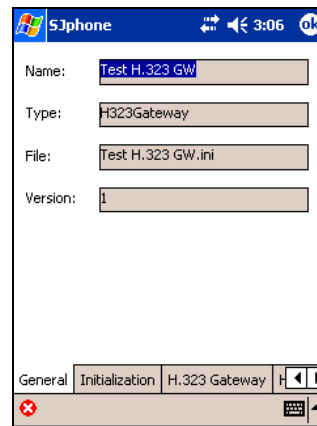 SJphone 3:06 ok
Name: Test H.323 GW
Type: H323Gateway
File: Test H.323 GW.ini
Version: 1
General Initialization H.323 Gateway H